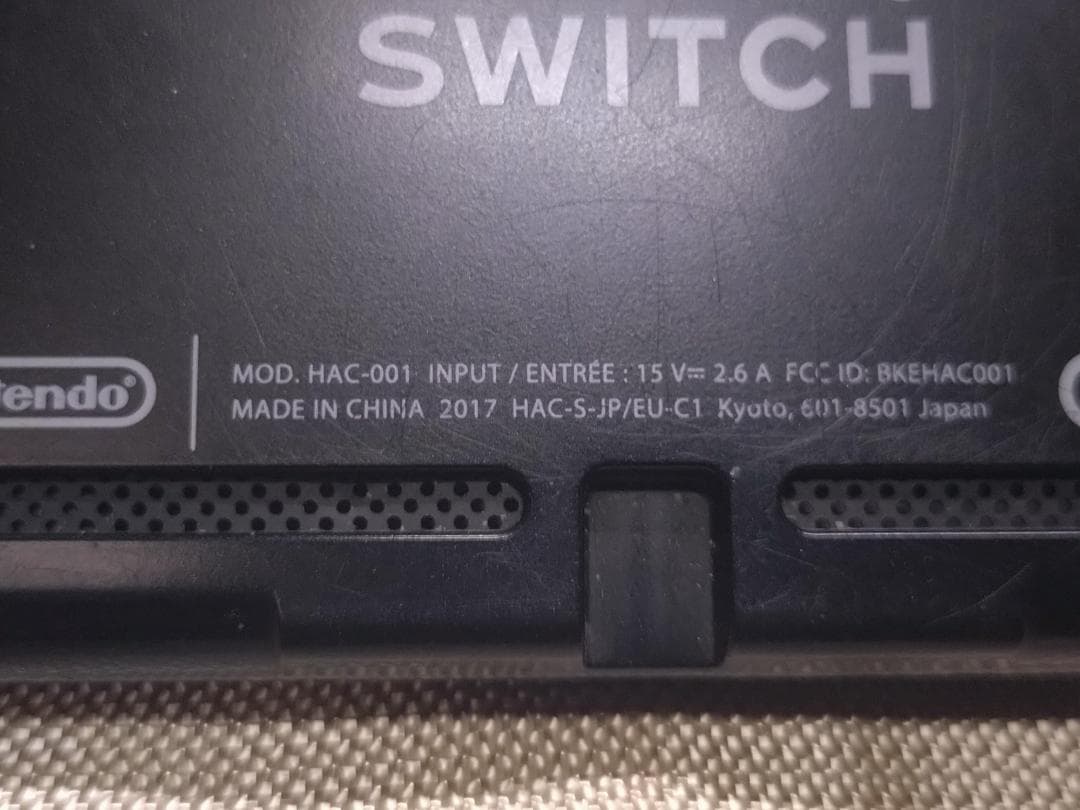 SWITCH
tendo®
MOD. HAC-001 INPUT / ENTRÉE : 15 V⎓ 2.6 A FCC ID: BKEHAC001
MADE IN CHINA 2017 HAC-S-JP/EU-C1 Kyoto, 601-8501 Japan